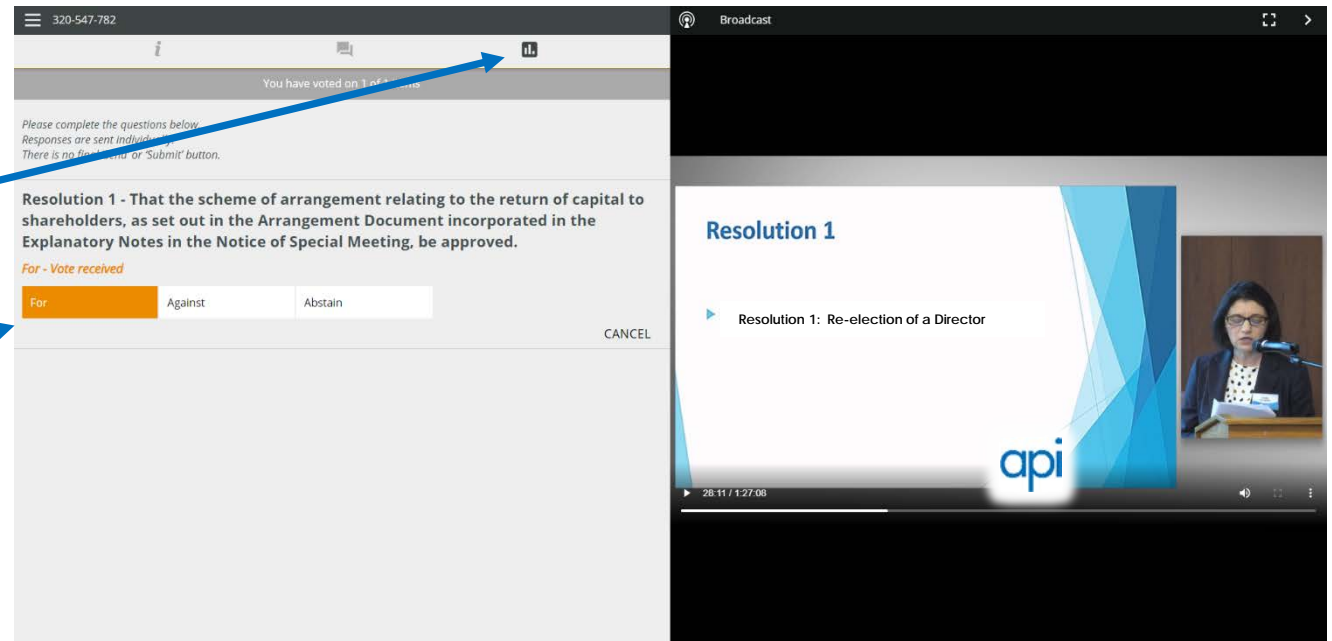 320-547-782
Broadcast
You have voted on 1 of
Please complete the questions below.
Responses are sent individually.
There is no final 'Send' or 'Submit' button.
Resolution 1 - That the scheme of arrangement relating to the return of capital to
shareholders, as set out in the Arrangement Document incorporated in the
Explanatory Notes in the Notice of Special Meeting, be approved.
For - Vote received
For
Against
Abstain
CANCEL
Resolution 1
Resolution 1: Re-election of a Director
api
28:11 / 1:27:08